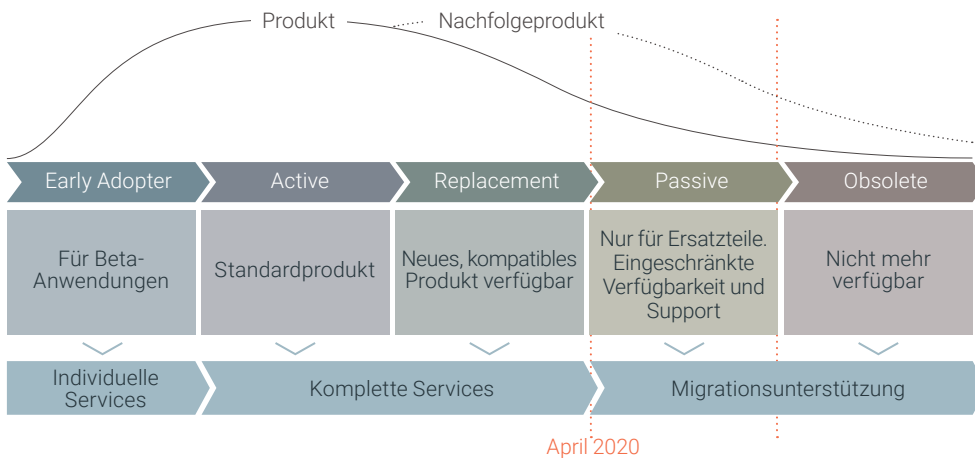 Produkt
Nachfolgeprodukt
Early Adopter
Active
Replacement
Passive
Obsolete
Für Beta-
Anwendungen
Standardprodukt
Neues, kompatibles
Produkt verfügbar
Nur für Ersatzteile.
Eingeschränkte
Verfügbarkeit und
Support
Nicht mehr
verfügbar
Individuelle
Services
Komplette Services
Migrationsunterstützung
April 2020